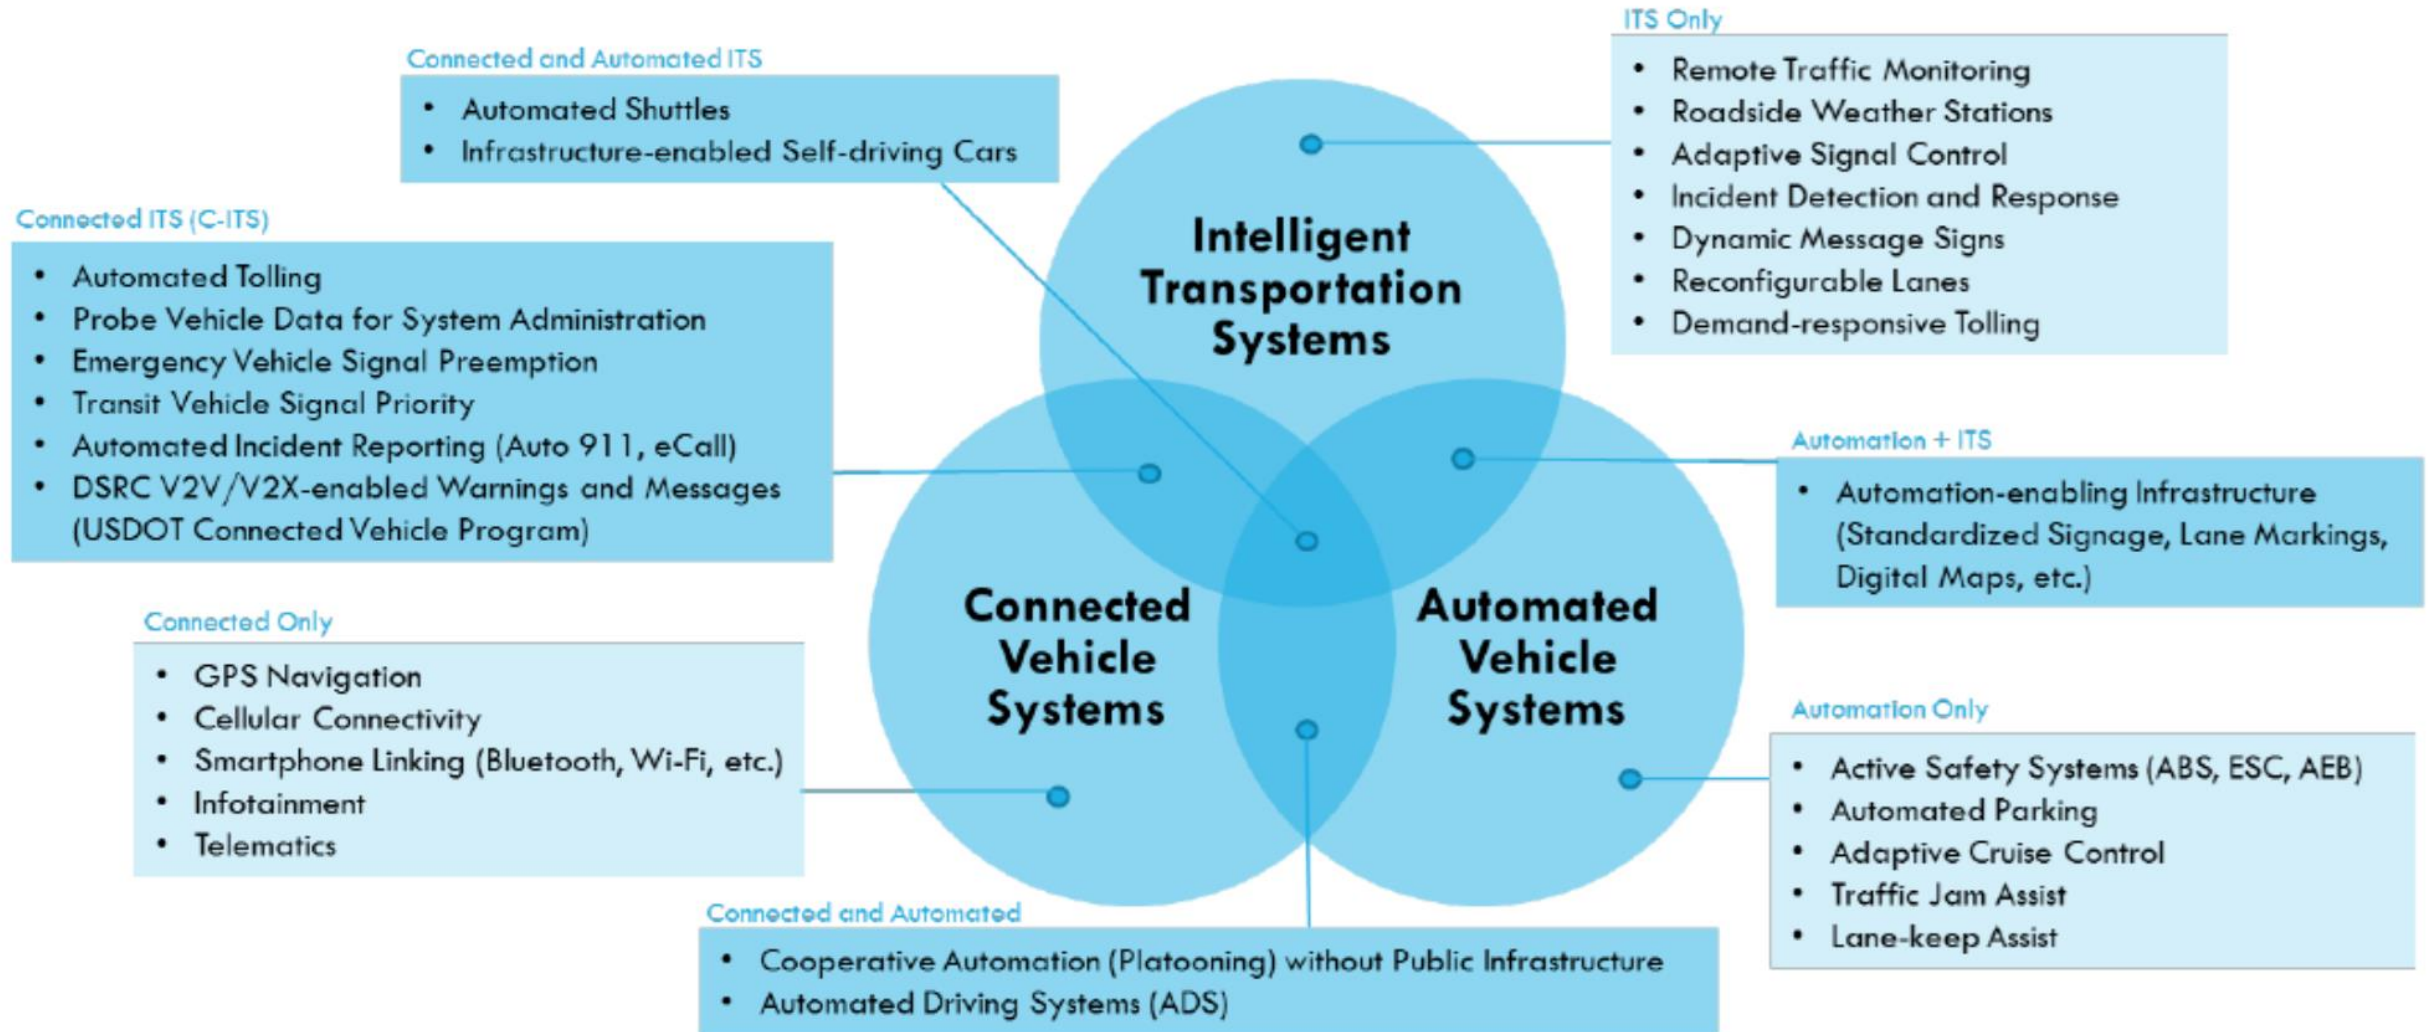 ITS Only
• Remote Traffic Monitoring
• Roadside Weather Stations
• Adaptive Signal Control
• Incident Detection and Response
• Dynamic Message Signs
• Reconfigurable Lanes
• Demand-responsive Tolling
Connected and Automated ITS
• Automated Shuttles
• Infrastructure-enabled Self-driving Cars
Connected ITS (C-ITS)
• Automated Tolling
• Probe Vehicle Data for System Administration
• Emergency Vehicle Signal Preemption
• Transit Vehicle Signal Priority
• Automated Incident Reporting (Auto 911, eCall)
• DSRC V2V/V2X-enabled Warnings and Messages
(USDOT Connected Vehicle Program)
Intelligent
Transportation
Systems
Automation + ITS
• Automation-enabling Infrastructure
(Standardized Signage, Lane Markings,
Digital Maps, etc.)
Connected
Vehicle
Systems
Automated
Vehicle
Systems
Connected Only
• GPS Navigation
• Cellular Connectivity
• Smartphone Linking (Bluetooth, Wi-Fi, etc.)
• Infotainment
• Telematics
Automation Only
• Active Safety Systems (ABS, ESC, AEB)
• Automated Parking
• Adaptive Cruise Control
• Traffic Jam Assist
• Lane-keep Assist
Connected and Automated
• Cooperative Automation (Platooning) without Public Infrastructure
• Automated Driving Systems (ADS)